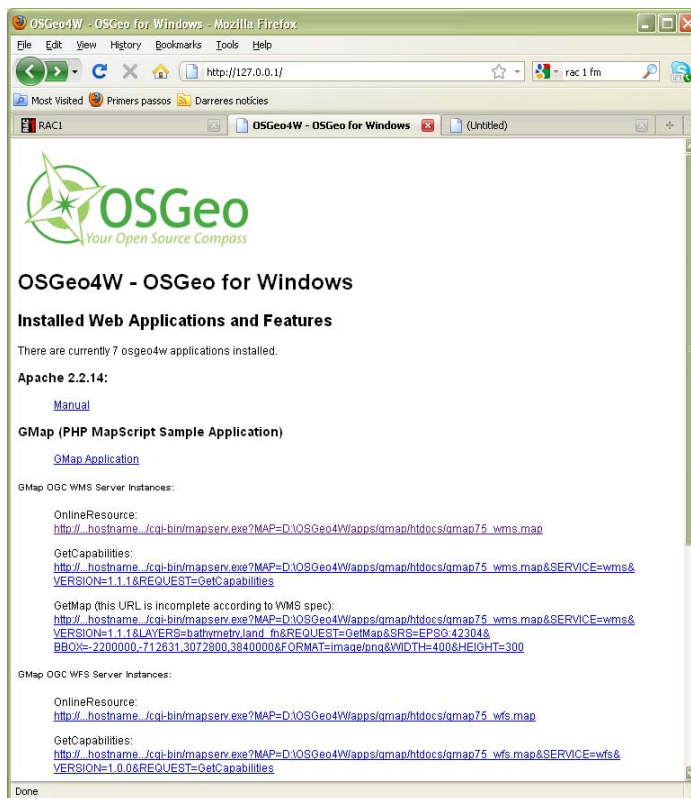 OSGeo4W - OSGeo for Windows - Mozilla Firefox
File Edit View History Bookmarks Tools Help
http://127.0.0.1/
rac 1 fm
Most Visited Primers passos Darreres notícies
RAC1 OSGeo4W - OSGeo for Windows (Untitled)
OSGeo
Your Open Source Compass
OSGeo4W - OSGeo for Windows
Installed Web Applications and Features
There are currently 7 osgeo4w applications installed.
Apache 2.2.14:
Manual
GMap (PHP MapScript Sample Application)
GMap Application
GMap OGC WMS Server Instances:
OnlineResource:
http://...hostname.../cgi-bin/mapserv.exe?MAP=D:\OSGeo4W/apps/gmap/htdocs/gmap75_wms.map
GetCapabilities:
http://...hostname.../cgi-bin/mapserv.exe?MAP=D:\OSGeo4W/apps/gmap/htdocs/gmap75_wms.map&SERVICE=wms&
VERSION=1.1.1&REQUEST=GetCapabilities
GetMap (this URL is incomplete according to WMS spec):
http://...hostname.../cgi-bin/mapserv.exe?MAP=D:\OSGeo4W/apps/gmap/htdocs/gmap75_wms.map&SERVICE=wms&
VERSION=1.1.1&LAYERS=bathymetry,land_fn&REQUEST=GetMap&SRS=EPSG:42304&
BBOX=-2200000,-712631,3072800,3840000&FORMAT=image/png&WIDTH=400&HEIGHT=300
GMap OGC WFS Server Instances:
OnlineResource:
http://...hostname.../cgi-bin/mapserv.exe?MAP=D:\OSGeo4W/apps/gmap/htdocs/gmap75_wfs.map
GetCapabilities:
http://...hostname.../cgi-bin/mapserv.exe?MAP=D:\OSGeo4W/apps/gmap/htdocs/gmap75_wfs.map&SERVICE=wfs&
VERSION=1.0.0&REQUEST=GetCapabilities
Done